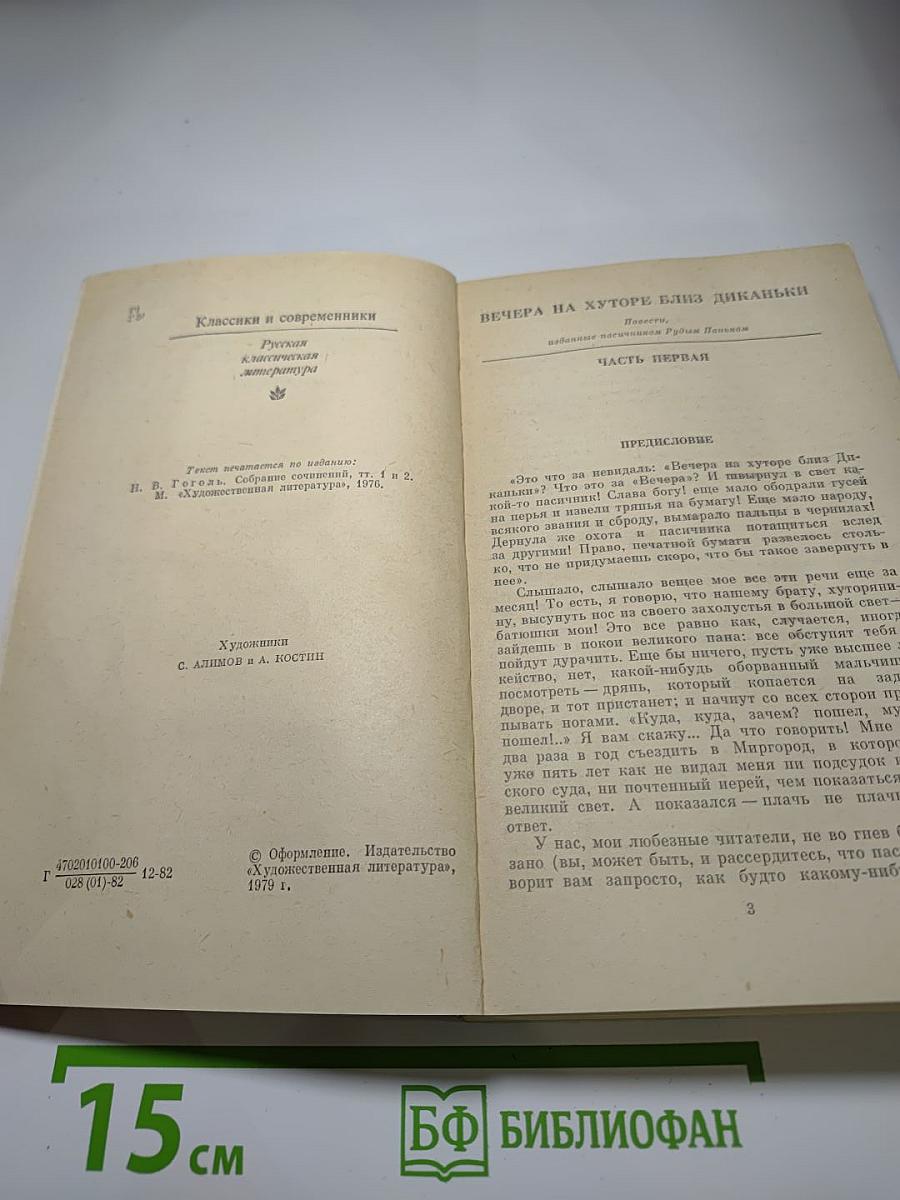 Классики и современники
Русская
классическая
литература
Текст печатается по изданию:
Н. В. Гоголь. Собрание сочинений, тт. 1 и 2.
М. «Художественная литература», 1976.
Художники
С. АЛИМОВ и А. КОСТИН
Г 4702010100-206 12-82
028 (01)-82
© Оформление. Издательство
«Художественная литература»,
1979 г.
ВЕЧЕРА НА ХУТОРЕ БЛИЗ ДИКАНЬКИ
Повести,
изданные пасичником Рудым Паньком
ЧАСТЬ ПЕРВАЯ
ПРЕДИСЛОВИЕ
«Это что за невидаль: «Вечера на хуторе близ Ди-
каньки»? Что это за «Вечера»? И швырнул в свет ка-
кой-то пасичник! Слава богу! еще мало ободрали гусей
на перья и извели тряпья на бумагу! Еще мало народу,
всякого звания и сброду, вымарало пальцы в чернилах!
Дернула же охота и пасичника потащиться вслед
за другими! Право, печатной бумаги развелось столь-
ко, что не придумаешь скоро, что бы такое завернуть в
нее».
Слышало, слышало вещее мое все эти речи еще за
месяц! То есть, я говорю, что нашему брату, хуторяни-
ну, высунуть нос из своего захолустья в большой свет—
батюшки мои! Это все равно как, случается, иногд
зайдешь в покои великого пана: все обступят тебя
пойдут дурачить. Еще бы ничего, пусть уже высшее
кейство, нет, какой-нибудь оборванный мальчиш
посмотреть — дрянь, который копается на зад
дворе, и тот пристанет; и начнут со всех сторон пр
пывать ногами. «Куда, куда, зачем? пошел, му
пошел!..» Я вам скажу... Да что говорить! Мне
два раза в год съездить в Миргород, в которо
уже пять лет как не видал меня ни подсудок и
ского суда, ни почтенный иерей, чем показаться
великий свет. А показался — плачь не плачь
ответ.
У нас, мои любезные читатели, не во гнев б
зано (вы, может быть, и рассердитесь, что пас
ворит вам запросто, как будто какому-ниб
3
15 см
БФ БИБЛИОФАН